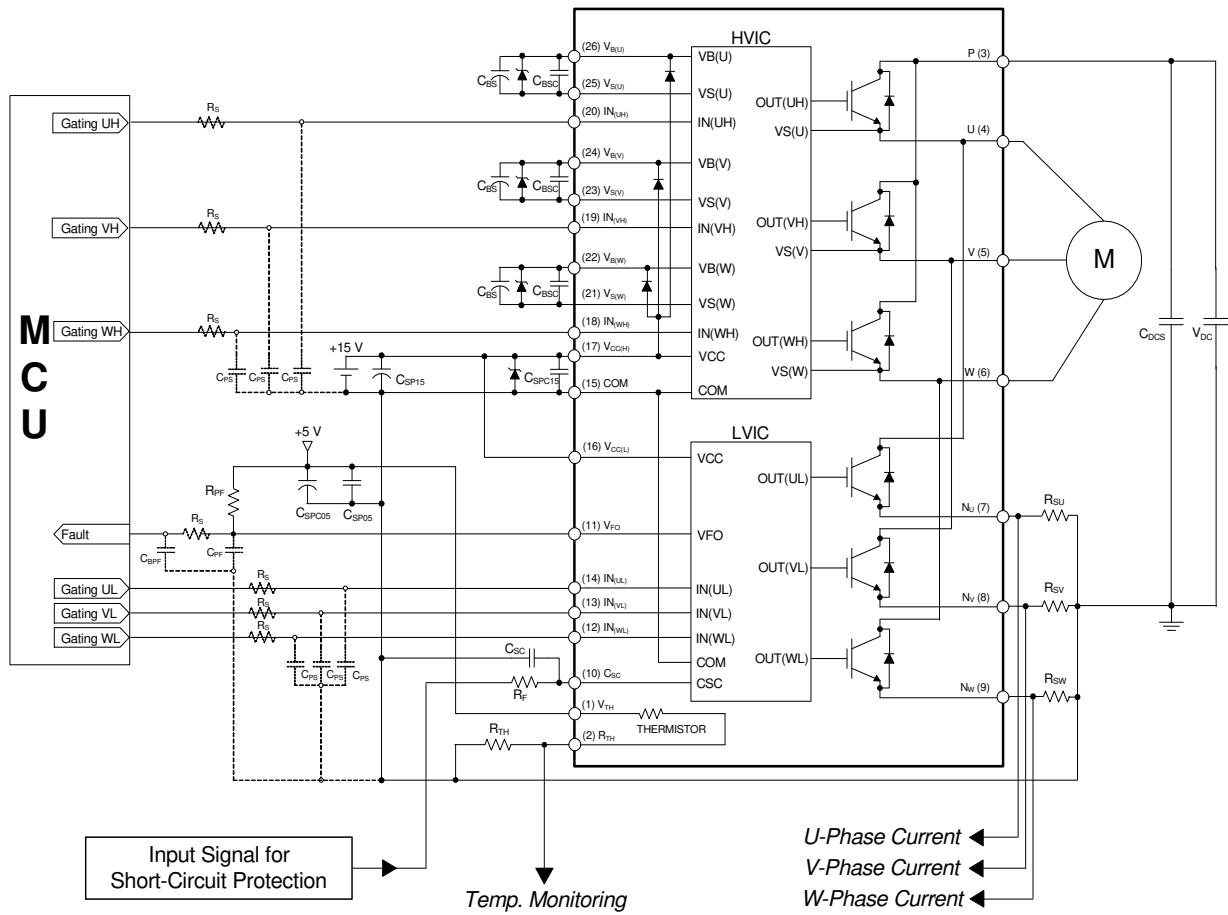 HVIC
(26) VB(U)
VB(U)
P (3)
CBS
CBSC
(25) VS(U)
VS(U)
OUT(UH)
Gating UH
RS
(20) IN(UH)
IN(UH)
VS(U)
U (4)
(24) VB(V)
VB(V)
CBS
CBSC
(23) VS(V)
VS(V)
Gating VH
RS
(19) IN(VH)
IN(VH)
OUT(VH)
VS(V)
V (5)
M
(22) VB(W)
VB(W)
CBS
CBSC
(21) VS(W)
VS(W)
MCU
Gating WH
RS
(18) IN(WH)
IN(WH)
OUT(WH)
CDCS
VDC
+15 V
(17) VCC(H)
VCC
CPS
CPS
CPS
CSP15
CSPC15
VS(W)
W (6)
(15) COM
COM
+5 V
LVIC
(16) VCC(L)
VCC
OUT(UL)
RPF
CSPC05
CSP05
NU (7)
RSU
Fault
RS
(11) VFO
VFO
CBPF
CPF
OUT(VL)
Gating UL
RS
(14) IN(UL)
IN(UL)
RSV
Gating VL
RS
(13) IN(VL)
IN(VL)
NV (8)
Gating WL
RS
(12) IN(WL)
IN(WL)
CSC
COM
OUT(WL)
CPS
CPS
CPS
RF
(10) CSC
CSC
NW (9)
RSW
(1) VTH
THERMISTOR
RTH
(2) RTH
Input Signal for
Short-Circuit Protection
Temp. Monitoring
U-Phase Current
V-Phase Current
W-Phase Current